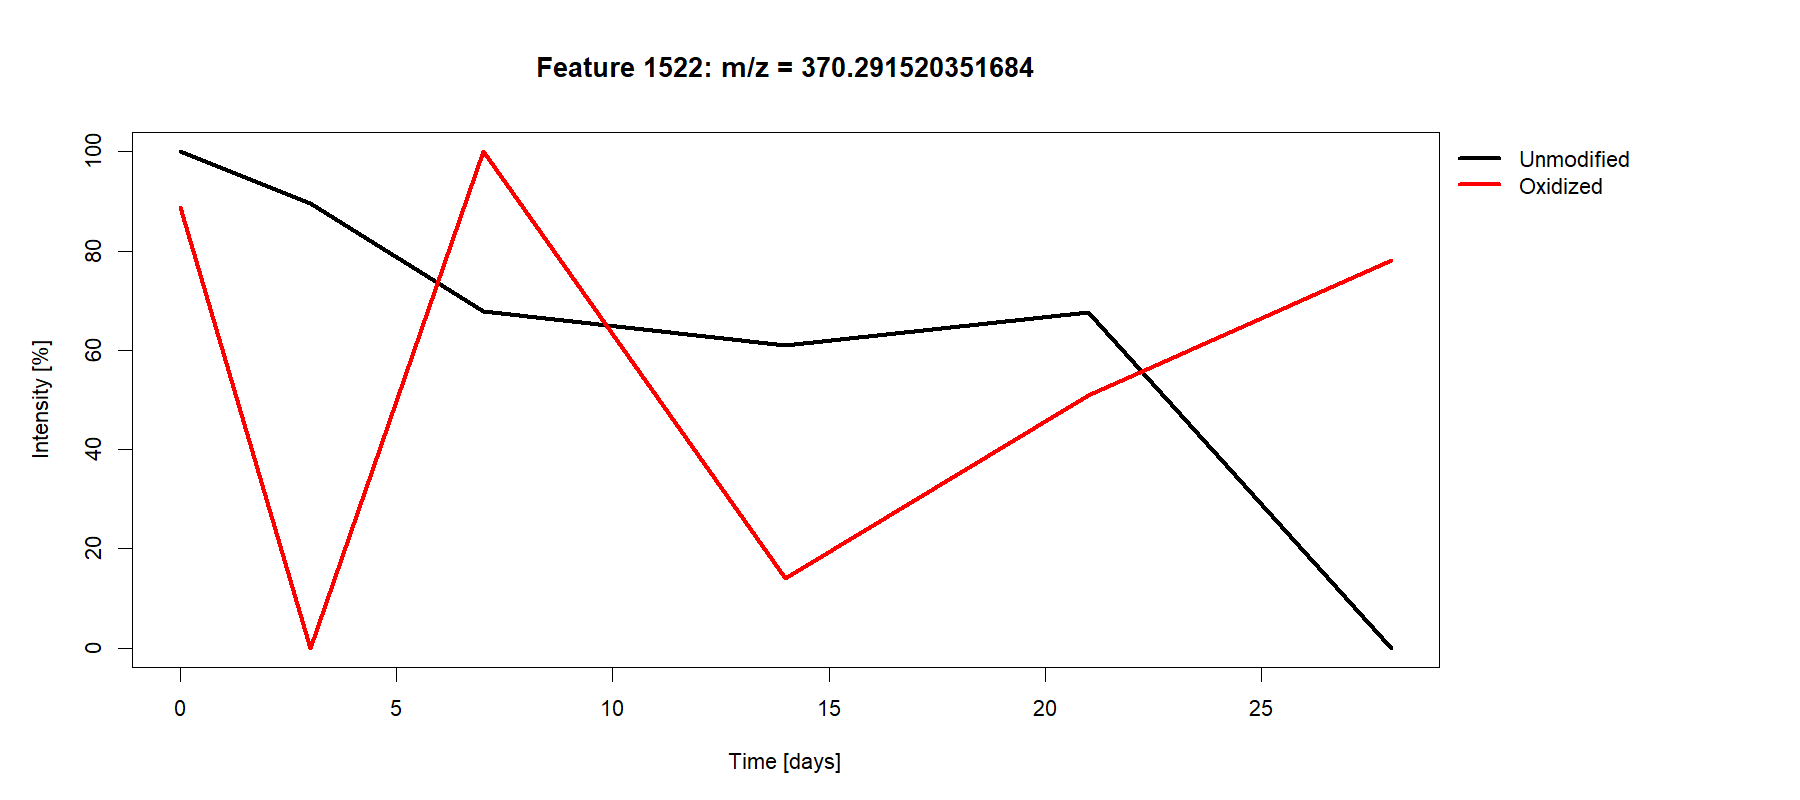 Feature 1522: m/z = 370.291520351684
Unmodified
Oxidized
Intensity [%]
100
80
60
40
20
0
0 5 10 15 20 25
Time [days]